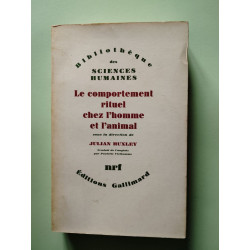 Bibliothèque
des
SCIENCES
HUMAINES
Le comportement
rituel
chez l'homme
et l'animal
sous la direction de
JULIAN HUXLEY
nrf
Éditions Gallimard